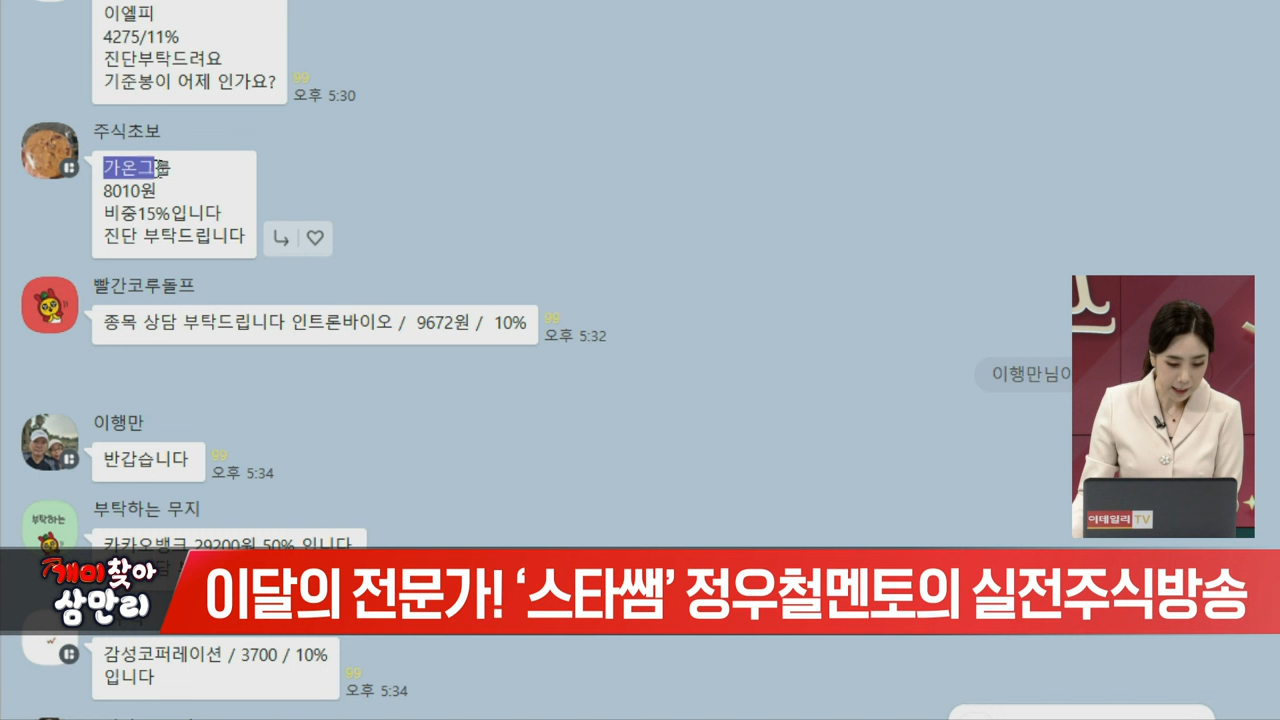 이엘피
4275/11%
진단부탁드려요
기준봉이 어제 인가요?
99
오후 5:30
주식초보
가온그룹
8010원
비중15%입니다
진단 부탁드립니다
빨간코루돌프
종목 상담 부탁드립니다 인트론바이오 / 9672원 / 10%
99
오후 5:32
이행만님이
이행만
반갑습니다
99
오후 5:34
부탁하는 무지
부탁하는
카카오뱅크 29200원 50% 입니다
이데일리TV
개미찾아
삼만리
이달의 전문가! ‘스타쌤’ 정우철멘토의 실전주식방송
감성코퍼레이션 / 3700 / 10%
입니다
99
오후 5:34